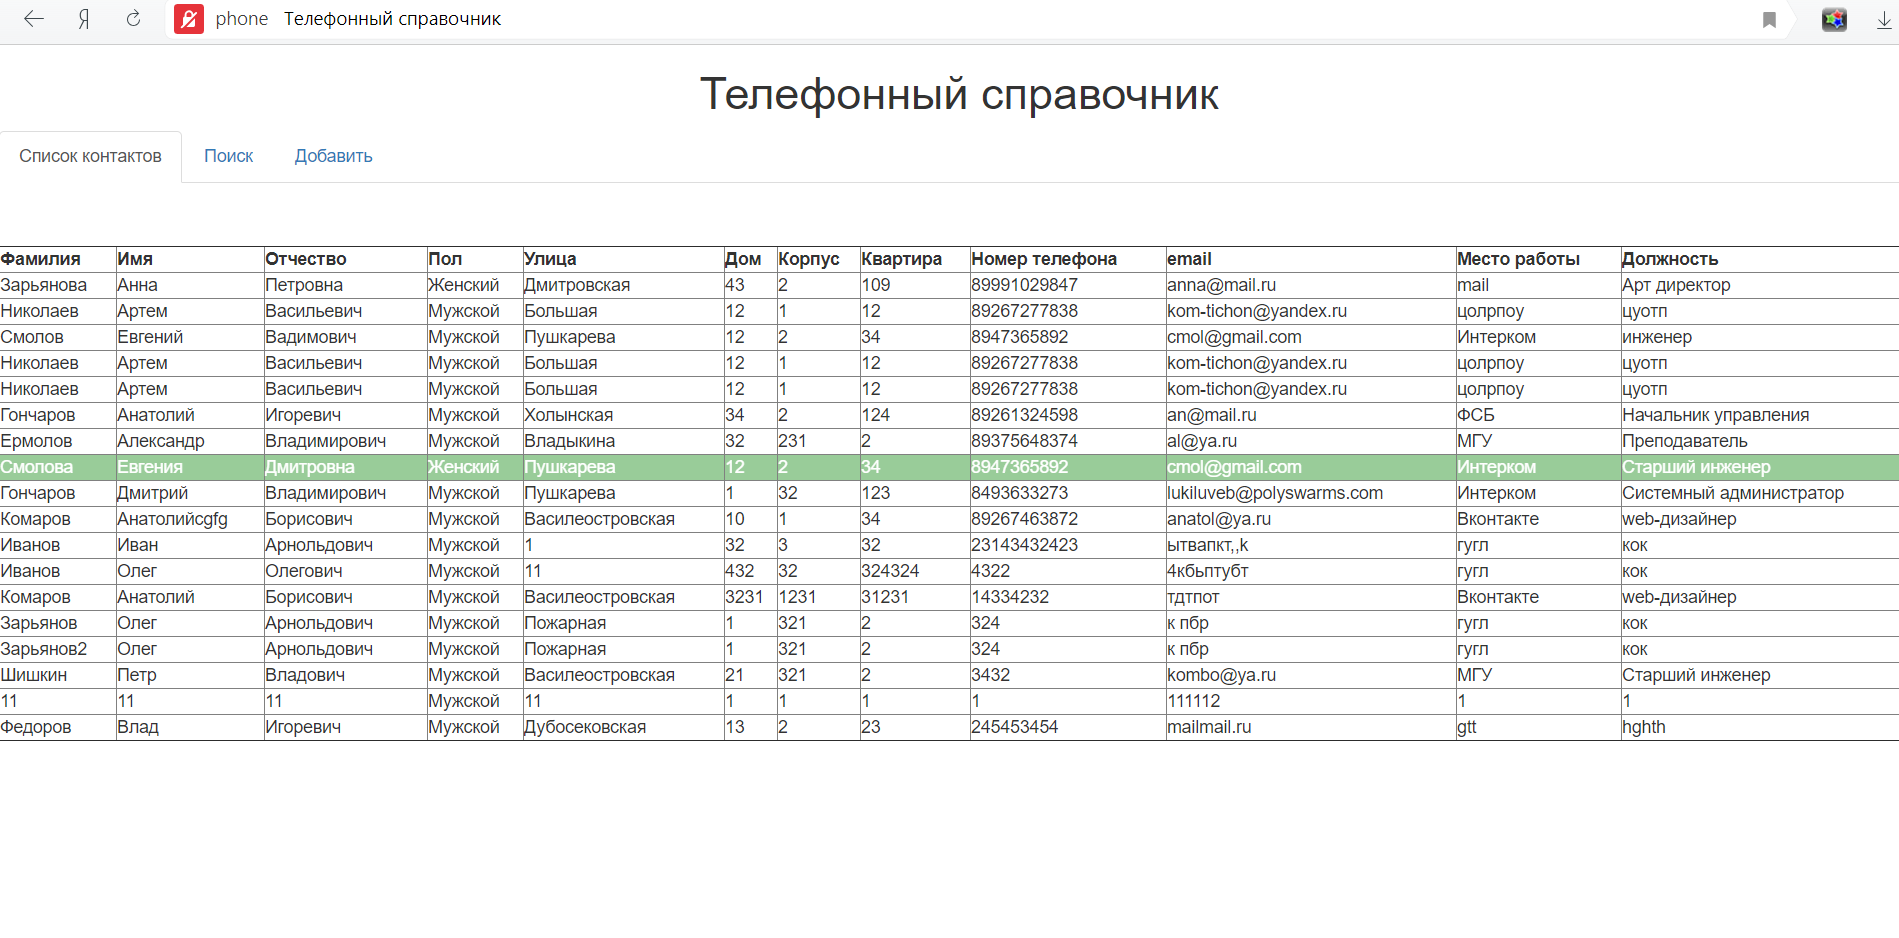 Я phone Телефонный справочник
Телефонный справочник
Список контактов Поиск Добавить
Фамилия Имя Отчество Пол Улица Дом Корпус Квартира Номер телефона email Место работы Должность
Зарьянова Анна Петровна Женский Дмитровская 43 2 109 89991029847 anna@mail.ru mail Арт директор
Николаев Артем Васильевич Мужской Большая 12 1 12 89267277838 kom-tichon@yandex.ru цолрпоу цуотп
Смолов Евгений Вадимович Мужской Пушкарева 12 2 34 8947365892 cmol@gmail.com Интерком инженер
Николаев Артем Васильевич Мужской Большая 12 1 12 89267277838 kom-tichon@yandex.ru цолрпоу цуотп
Николаев Артем Васильевич Мужской Большая 12 1 12 89267277838 kom-tichon@yandex.ru цолрпоу цуотп
Гончаров Анатолий Игоревич Мужской Холынская 34 2 124 89261324598 an@mail.ru ФСБ Начальник управления
Ермолов Александр Владимирович Мужской Владыкина 32 231 2 89375648374 al@ya.ru МГУ Преподаватель
Смолова Евгения Дмитровна Женский Пушкарева 12 2 34 8947365892 cmol@gmail.com Интерком Старший инженер
Гончаров Дмитрий Владимирович Мужской Пушкарева 1 32 123 8493633273 lukiluveb@polyswarms.com Интерком Системный администратор
Комаров Анатолийcgfg Борисович Мужской Василеостровская 10 1 34 89267463872 anatol@ya.ru Вконтакте web-дизайнер
Иванов Иван Арнольдович Мужской 1 32 3 32 23143432423 ытвапкт,,k гугл кок
Иванов Олег Олегович Мужской 11 432 32 324324 4322 4кбьптубт гугл кок
Комаров Анатолий Борисович Мужской Василеостровская 3231 1231 31231 14334232 тдтпот Вконтакте web-дизайнер
Зарьянов Олег Арнольдович Мужской Пожарная 1 321 2 324 к пбр гугл кок
Зарьянов2 Олег Арнольдович Мужской Пожарная 1 321 2 324 к пбр гугл кок
Шишкин Петр Владович Мужской Василеостровская 21 321 2 3432 kombo@ya.ru МГУ Старший инженер
11 11 11 Мужской 11 1 1 1 1 111112 1 1
Федоров Влад Игоревич Мужской Дубосековская 13 2 23 245453454 mailmail.ru gtt hghth